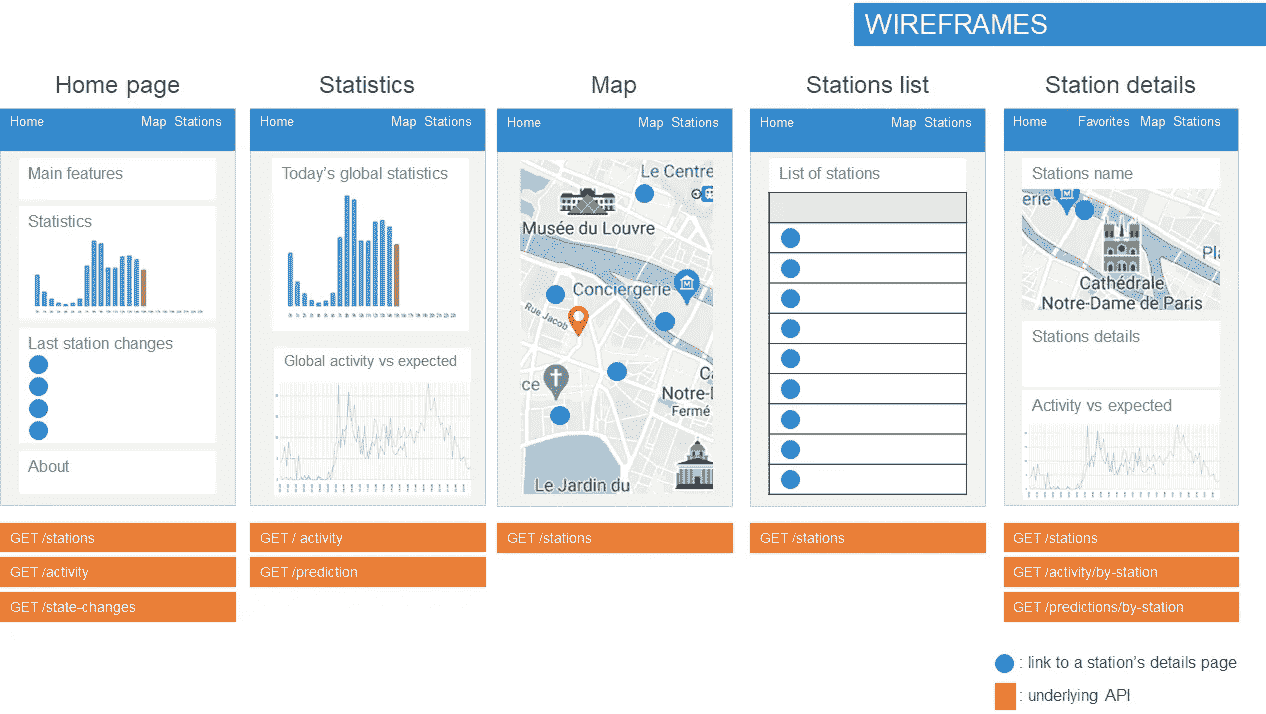 WIREFRAMES
Home page
Statistics
Map
Stations list
Station details
Home Map Stations
Main features
Statistics
Last station changes
About
Home Map Stations
Today's global statistics
Global activity vs expected
Home Map Stations
Le Centre
Musée du Louvre
Conciergerie
Rue Jacob
ce
Notre-
Fermé
Le Jardin du
Home Map Stations
List of stations
Home Favorites Map Stations
Stations name
erie
Cathédrale
Notre-Dame de Paris
Stations details
Activity vs expected
GET /stations
GET /activity
GET /state-changes
GET / activity
GET /prediction
GET /stations
GET /stations
GET /stations
GET /activity/by-station
GET /predictions/by-station
: link to a station's details page
: underlying API